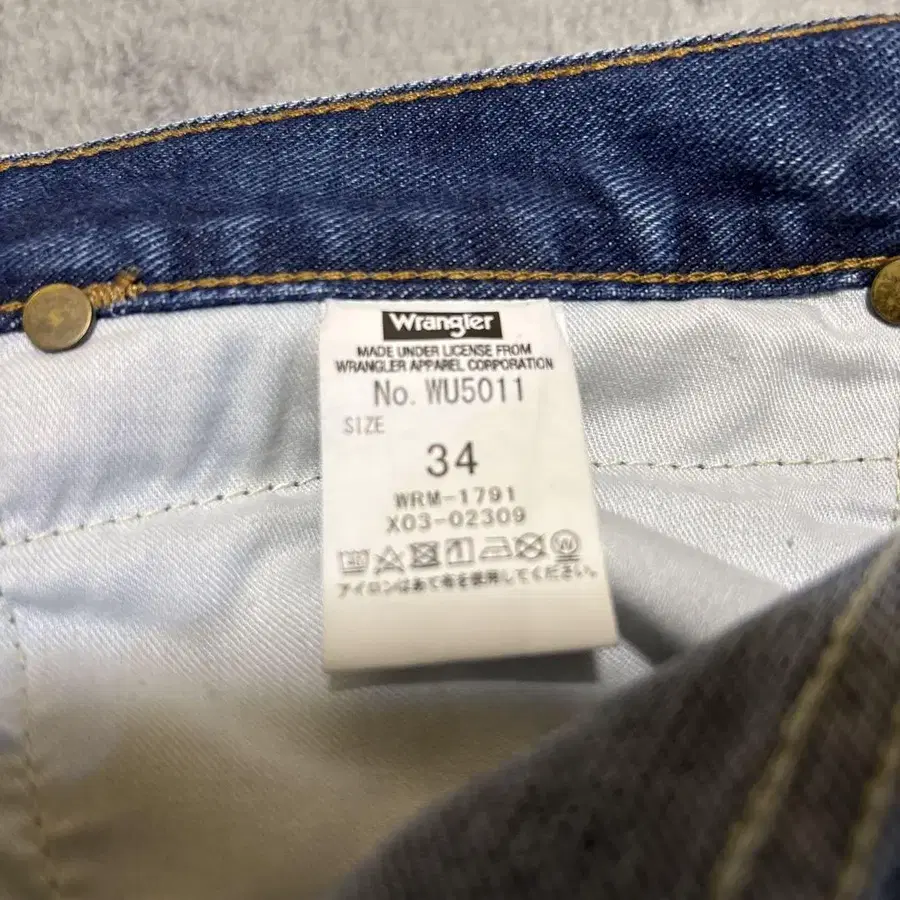 Wrangler
MADE UNDER LICENSE FROM
WRANGLER APPAREL CORPORATION
No. WU5011
SIZE
34
WRM-1791
X03-02309
アイロンはあて布を使用してください。